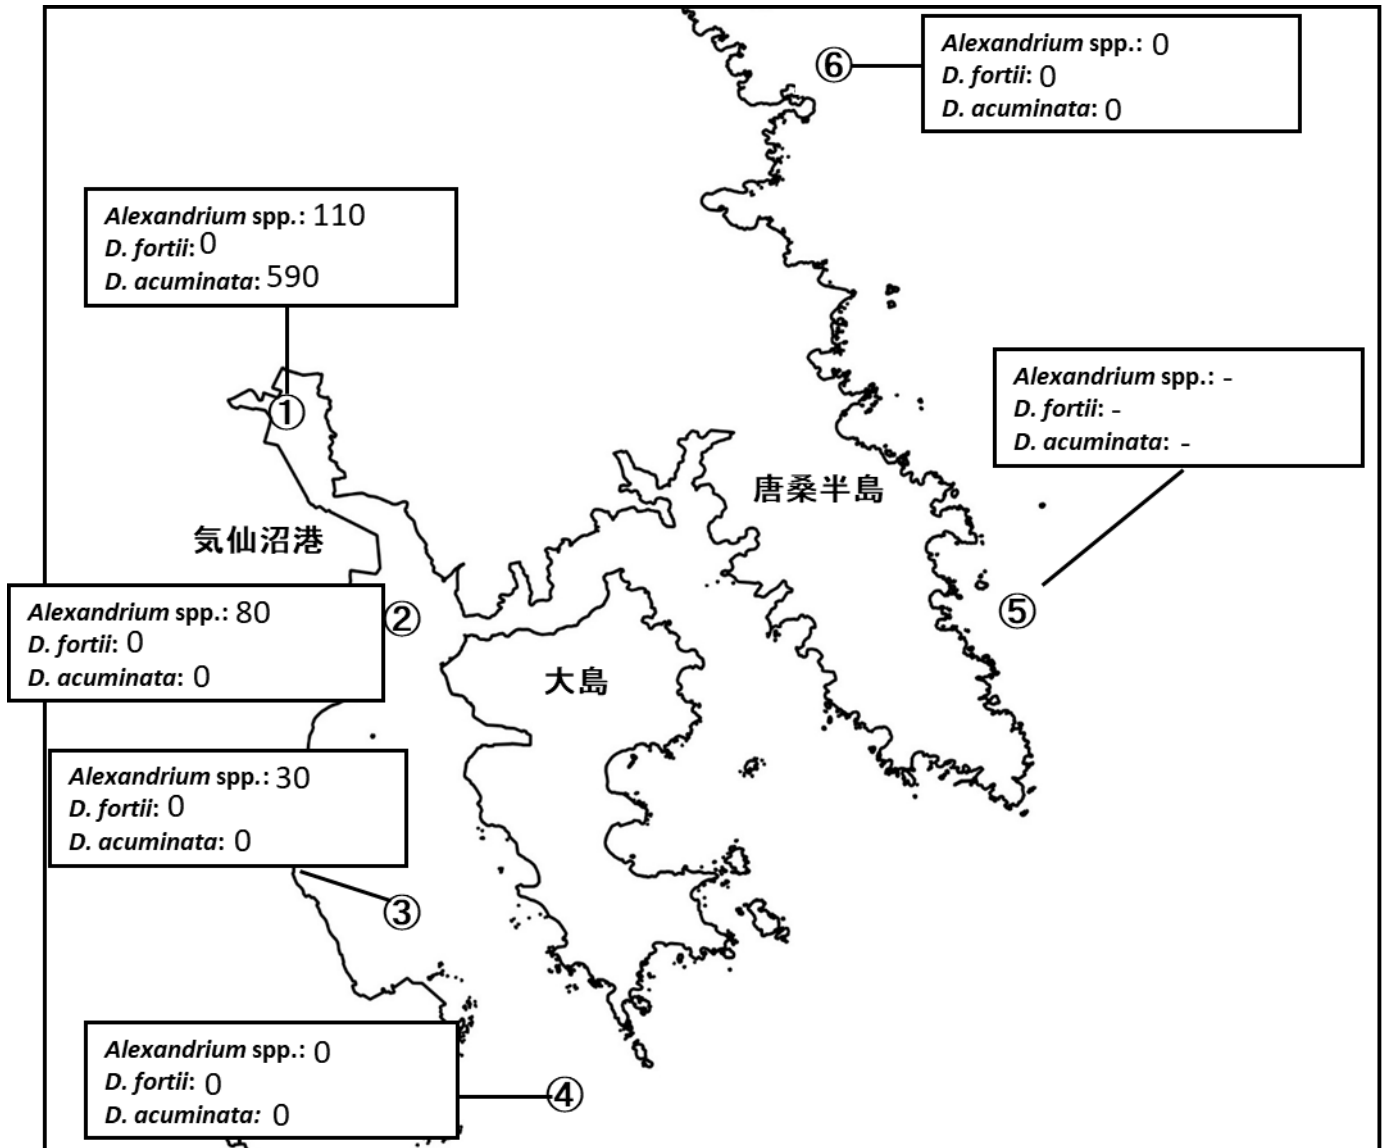 ⑥
Alexandrium spp.: 0
D. fortii: 0
D. acuminata: 0
Alexandrium spp.: 110
D. fortii: 0
D. acuminata: 590
①
Alexandrium spp.: -
D. fortii: -
D. acuminata: -
唐桑半島
気仙沼港
Alexandrium spp.: 80
D. fortii: 0
D. acuminata: 0
②
⑤
大島
Alexandrium spp.: 30
D. fortii: 0
D. acuminata: 0
③
Alexandrium spp.: 0
D. fortii: 0
D. acuminata: 0
④